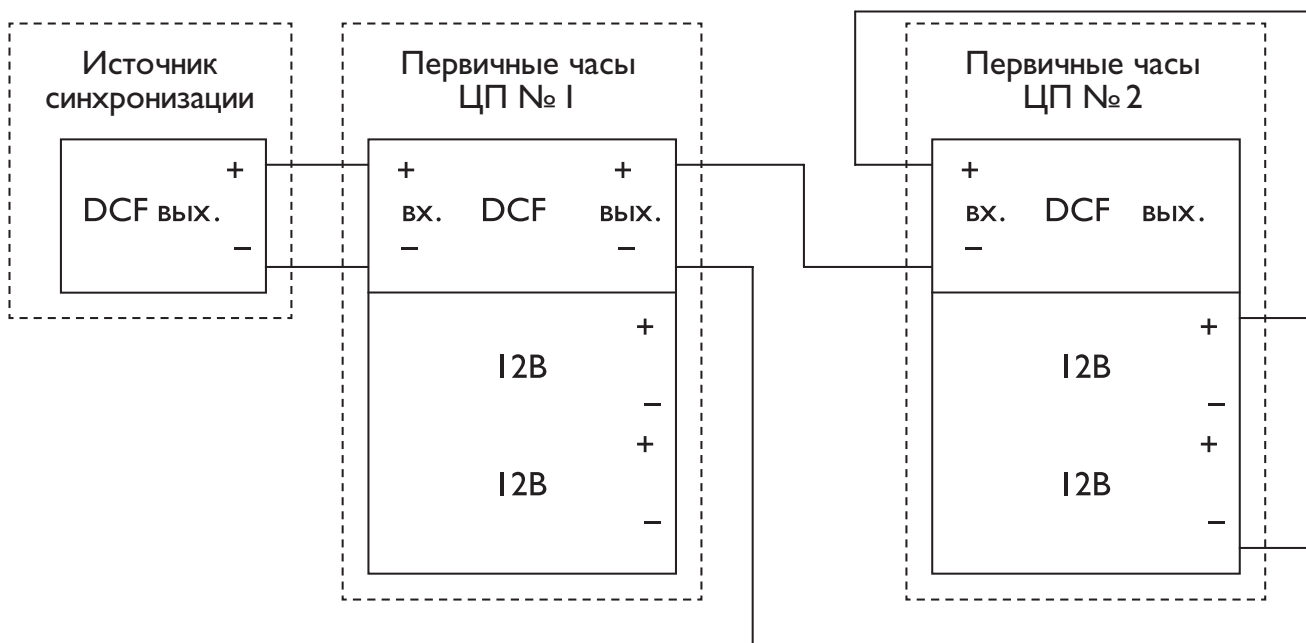 Источник
синхронизации
+
DCF вых.
–
Первичные часы
ЦП № 1
+ +
вх. DCF вых.
– –
+
12В
–
+
12В
–
Первичные часы
ЦП № 2
+
вх. DCF вых.
–
+
12В
–
+
12В
–